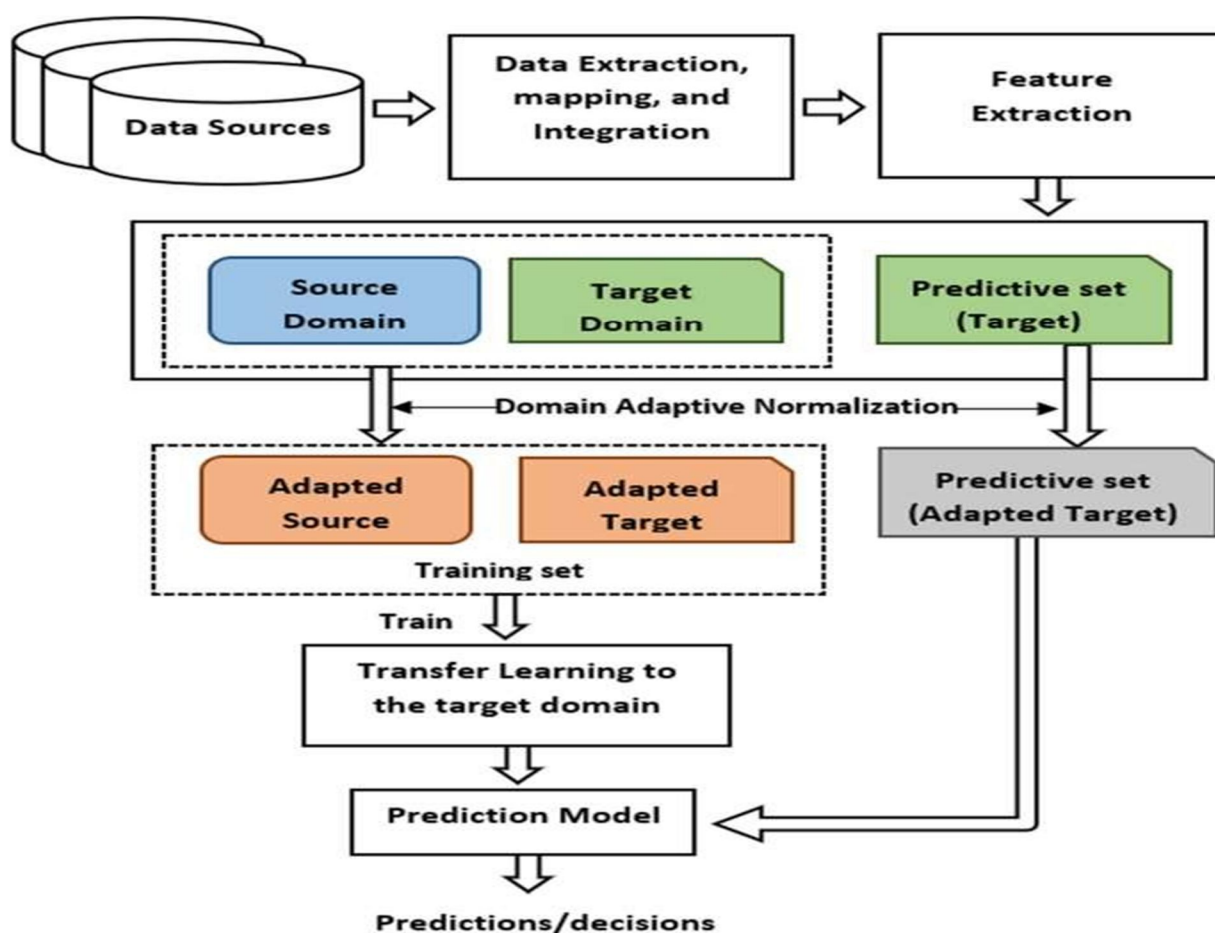 Data Sources
Data Extraction,
mapping, and
Integration
Feature
Extraction
Source
Domain
Target
Domain
Predictive set
(Target)
Domain Adaptive Normalization
Adapted
Source
Adapted
Target
Predictive set
(Adapted Target)
Training set
Train
Transfer Learning to
the target domain
Prediction Model
Predictions/decisions